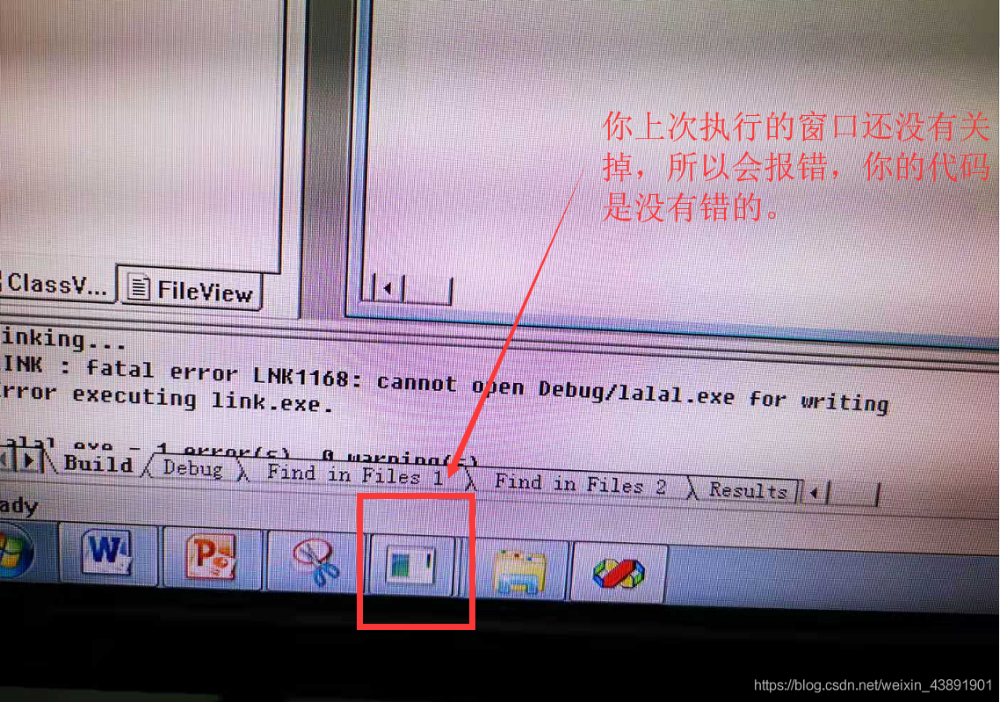 你上次执行的窗口还没有关
掉，所以会报错，你的代码
是没有错的。
ClassV... FileView
inking...
INK : fatal error LNK1168: cannot open Debug/lalal.exe for writing
rror executing link.exe.
lalal exe - 1 error(s) 0 warning(s)
Build Debug Find in Files 1 Find in Files 2 Results
ady
W P
https://blog.csdn.net/weixin_43891901